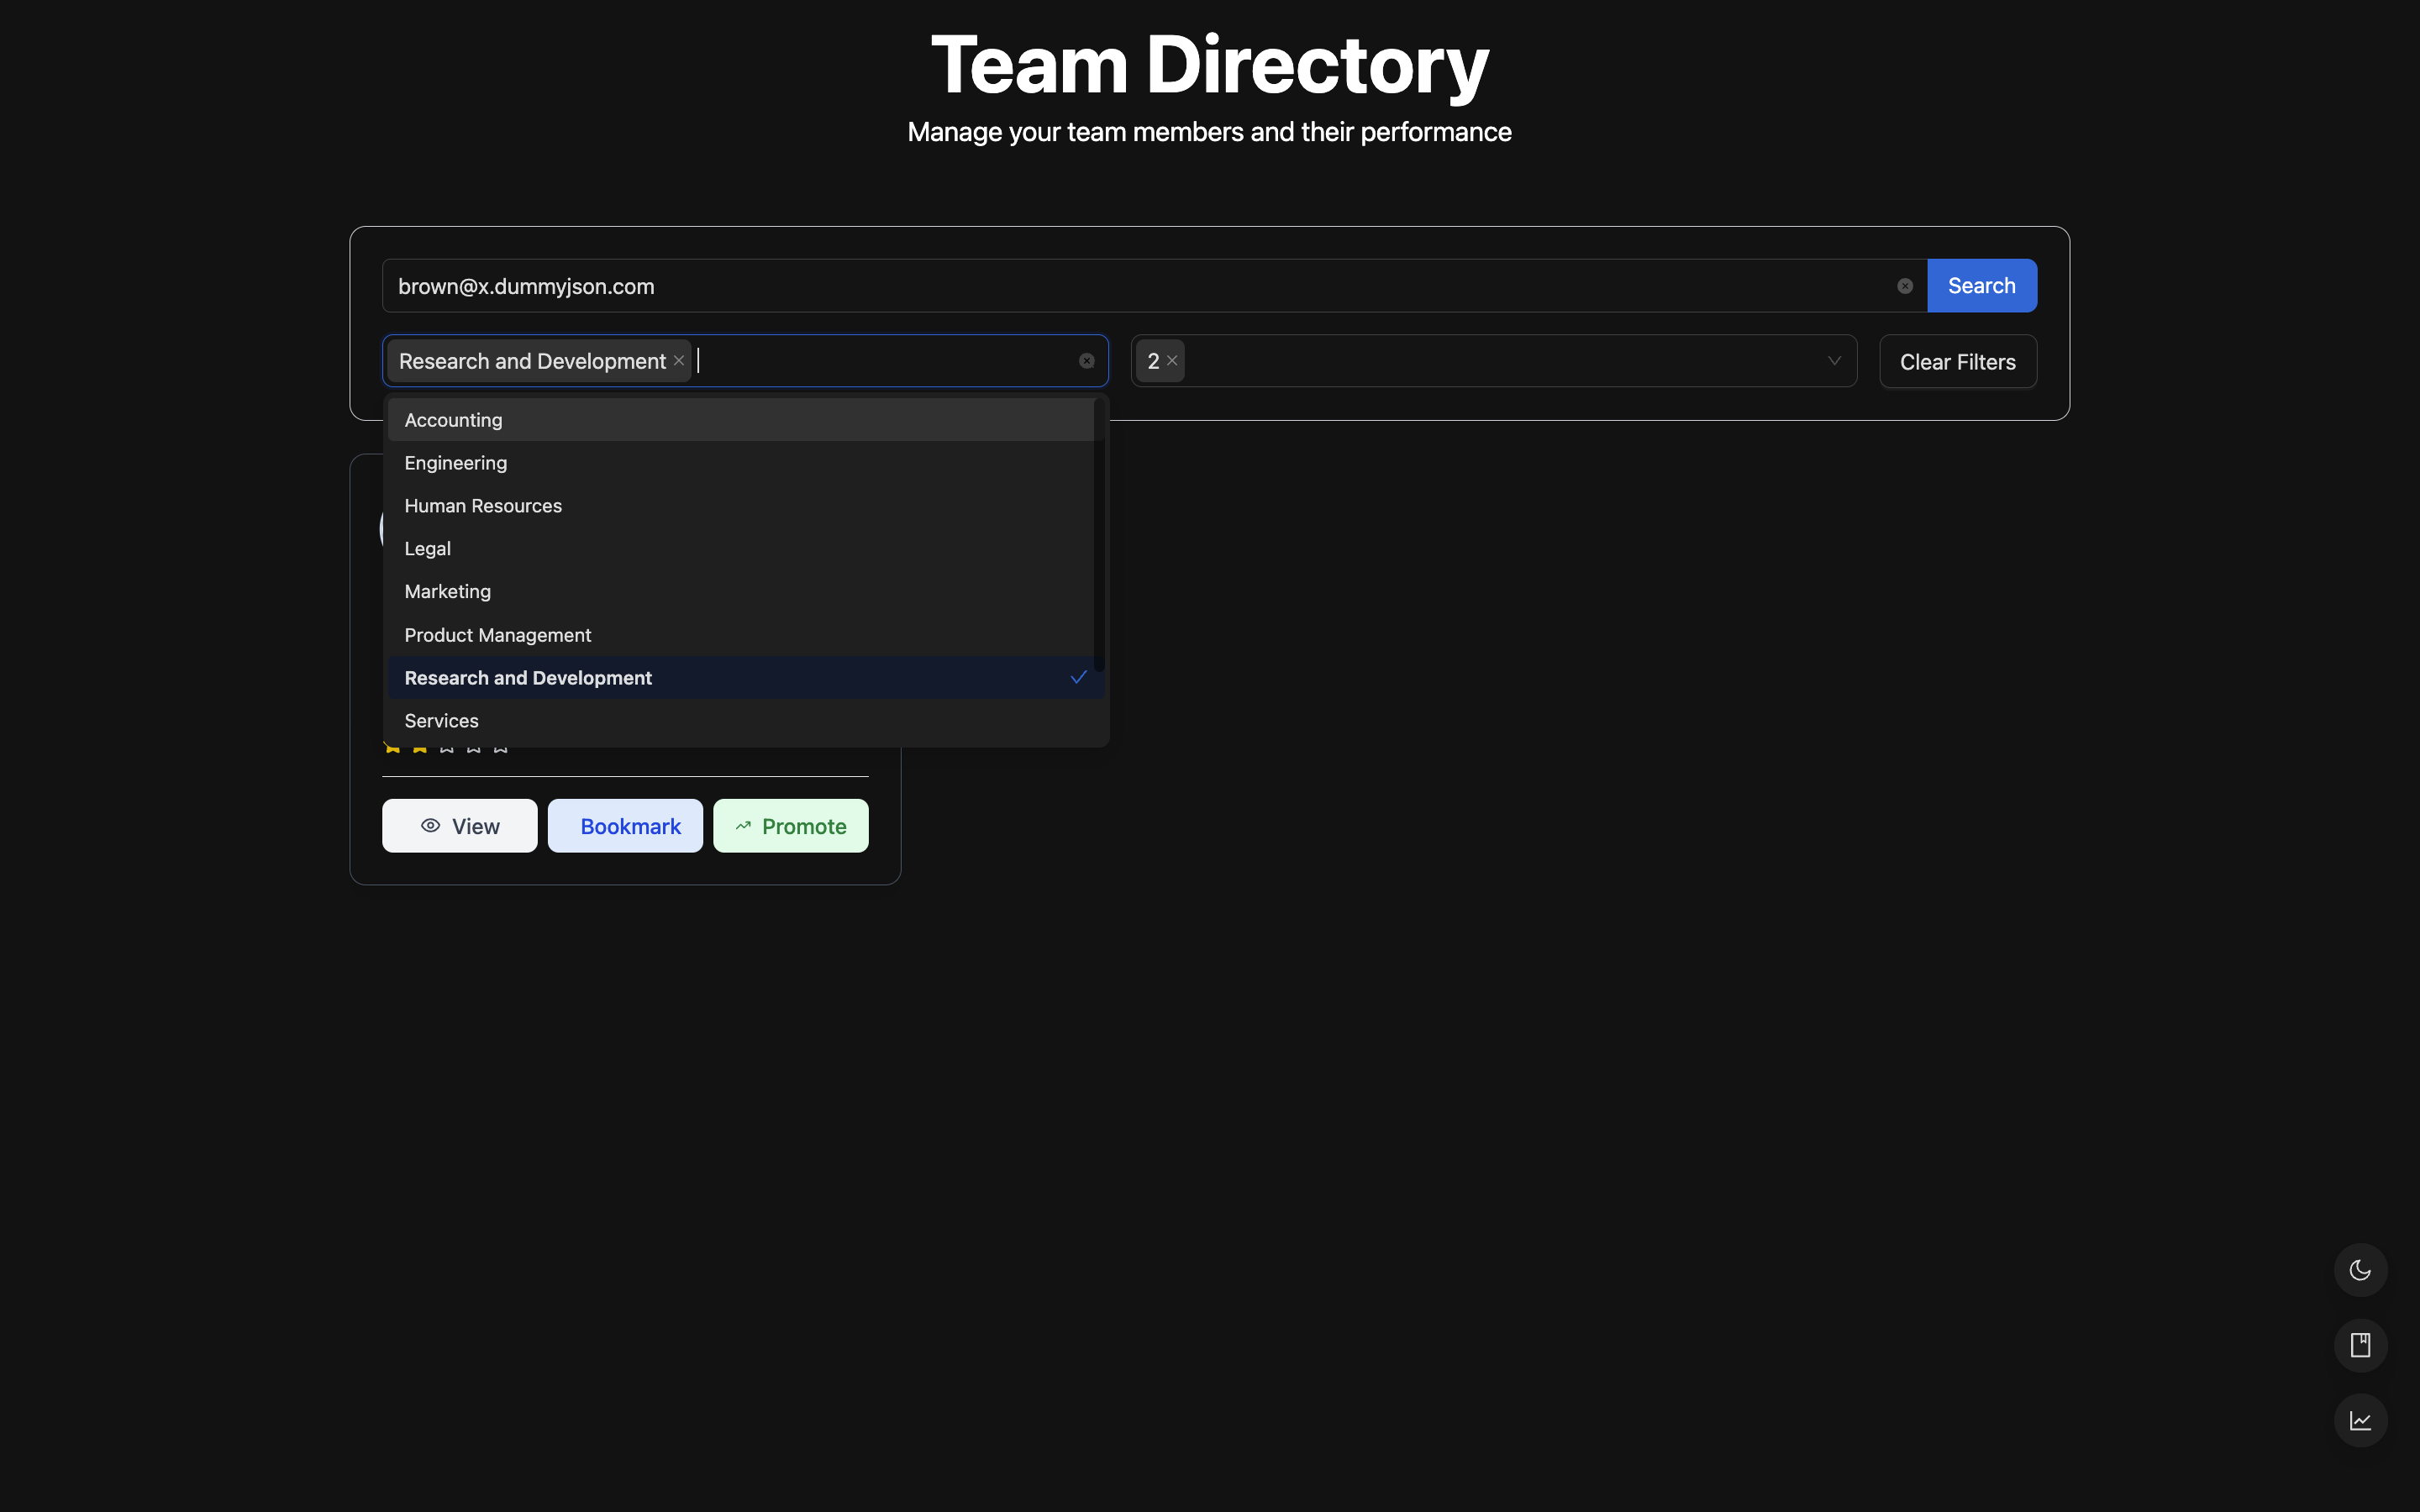 Team Directory
Manage your team members and their performance
brown@x.dummyjson.com
Search
Research and Development
2
Clear Filters
Accounting
Engineering
Human Resources
Legal
Marketing
Product Management
Research and Development
Services
View
Bookmark
Promote